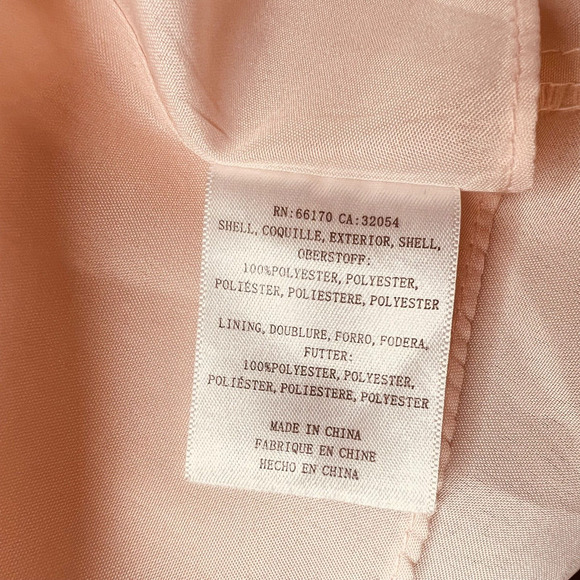 RN:66170 CA:32054
SHELL, COQUILLE, EXTERIOR, SHELL,
OBERSTOFF:
100%POLYESTER, POLYESTER,
POLIÉSTER, POLIESTERE, POLYESTER
LINING, DOUBLURE, FORRO, FODERA,
FUTTER:
100%POLYESTER, POLYESTER,
POLIÉSTER, POLIESTERE, POLYESTER
MADE IN CHINA
FABRIQUE EN CHINE
HECHO EN CHINA